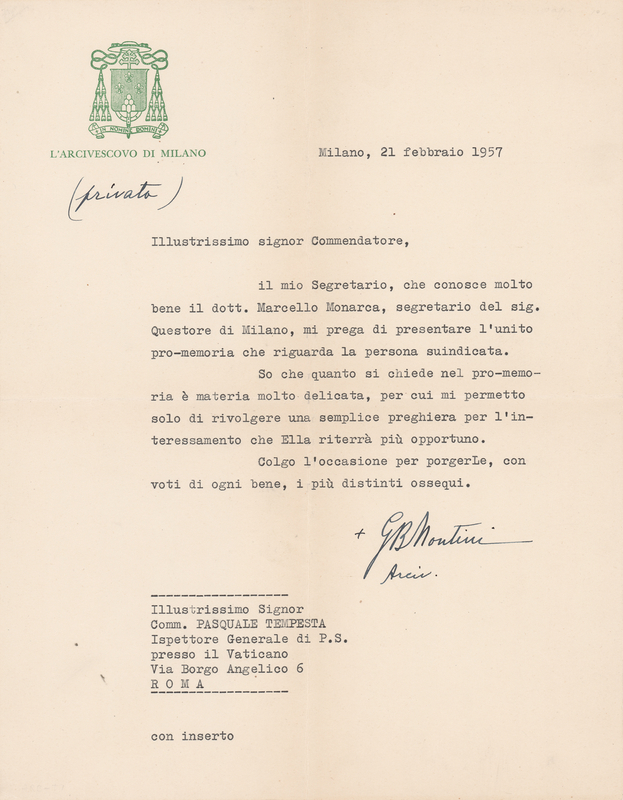 IN NOMINE DOMINI
L'ARCIVESCOVO DI MILANO
Milano, 21 febbraio 1957
(privato)
Illustrissimo signor Commendatore,
il mio Segretario, che conosce molto
bene il dott. Marcello Monarca, segretario del sig.
Questore di Milano, mi prega di presentare l'unito
pro-memoria che riguarda la persona suindicata.
So che quanto si chiede nel pro-memo-
ria è materia molto delicata, per cui mi permetto
solo di rivolgere una semplice preghiera per l'in-
teressamento che Ella riterrà più opportuno.
Colgo l'occasione per porgerLe, con
voti di ogni bene, i più distinti ossequi.
+ GBMontini
Arciv.
Illustrissimo Signor
Comm. PASQUALE TEMPESTA
Ispettore Generale di P.S.
presso il Vaticano
Via Borgo Angelico 6
R O M A
con inserto